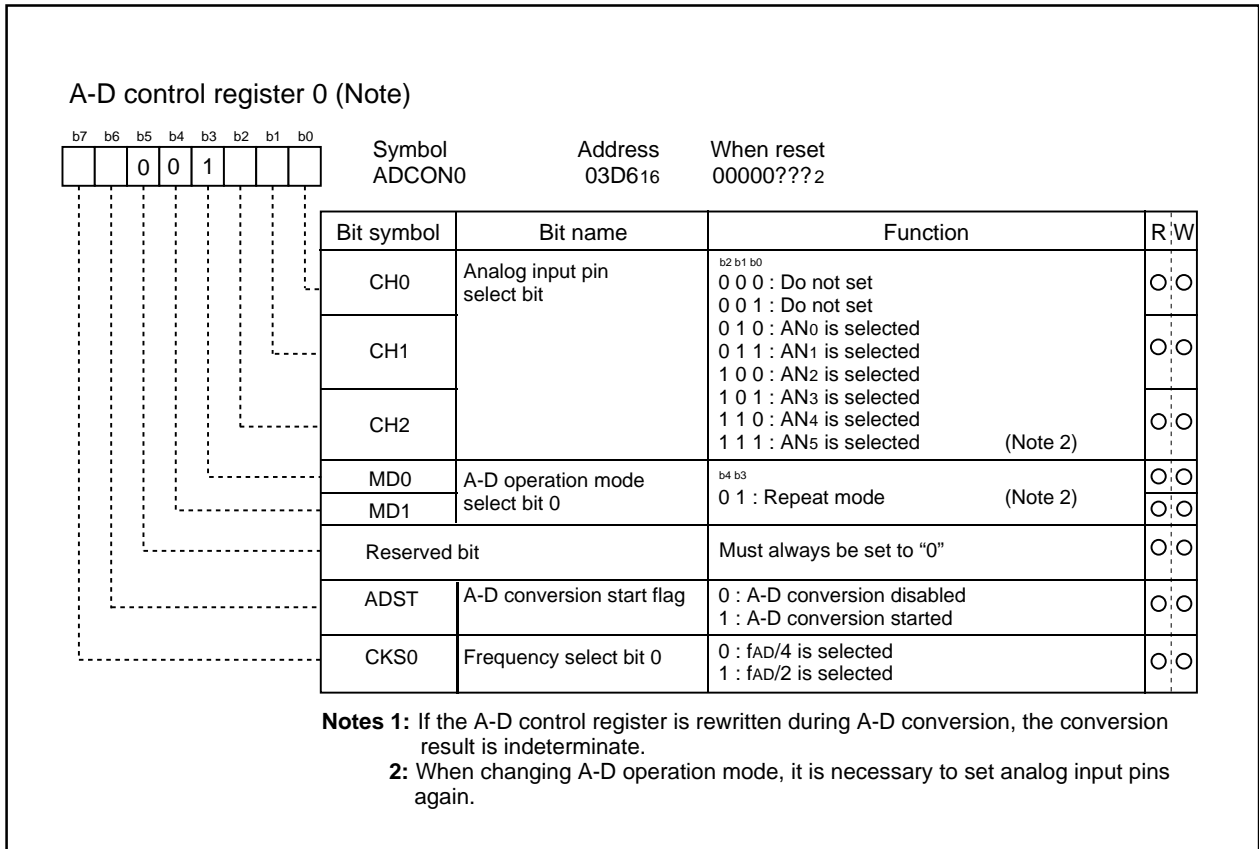 A-D control register 0 (Note)
b7 b6 b5 b4 b3 b2 b1 b0
0 0 1
Symbol Address When reset
ADCON0 03D616 00000???2
Bit symbol Bit name Function R W
CH0 Analog input pin select bit
b2 b1 b0
0 0 0 : Do not set
0 0 1 : Do not set
0 1 0 : AN0 is selected
0 1 1 : AN1 is selected
1 0 0 : AN2 is selected
1 0 1 : AN3 is selected
1 1 0 : AN4 is selected
1 1 1 : AN5 is selected (Note 2)
CH1
CH2
MD0 A-D operation mode select bit 0
b4 b3
0 1 : Repeat mode (Note 2)
MD1
Reserved bit Must always be set to “0”
ADST A-D conversion start flag 0 : A-D conversion disabled
1 : A-D conversion started
CKS0 Frequency select bit 0 0 : fAD/4 is selected
1 : fAD/2 is selected
Notes 1: If the A-D control register is rewritten during A-D conversion, the conversion
result is indeterminate.
2: When changing A-D operation mode, it is necessary to set analog input pins
again.